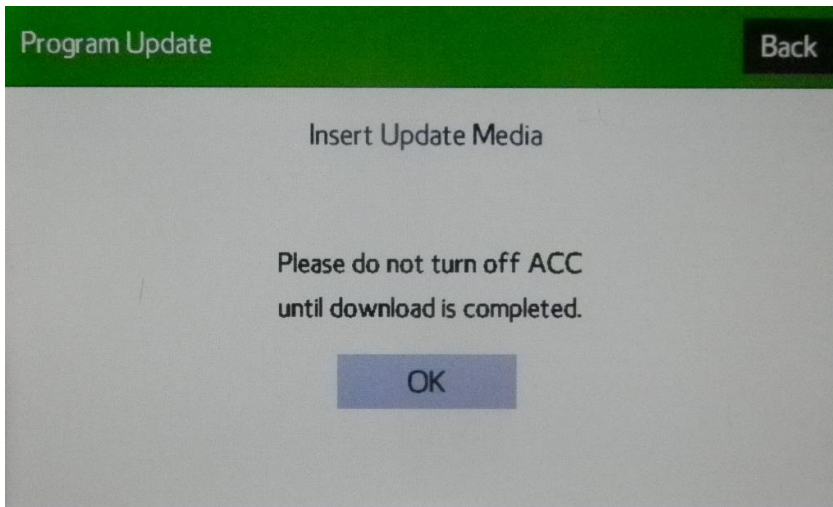 Program Update
Back
Insert Update Media
Please do not turn off ACC
until download is completed.
OK